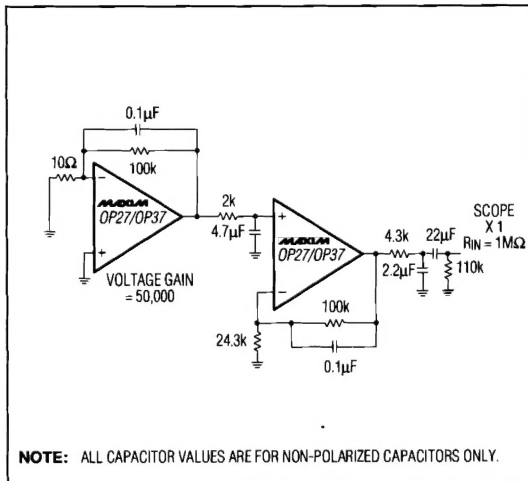 0.1µF
100k
10Ω
MAXIM
OP27/OP37
VOLTAGE GAIN
= 50,000
2k
4.7µF
MAXIM
OP27/OP37
4.3k
22µF
SCOPE
X 1
RIN = 1MΩ
2.2µF
110k
100k
24.3k
0.1µF
NOTE: ALL CAPACITOR VALUES ARE FOR NON-POLARIZED CAPACITORS ONLY.